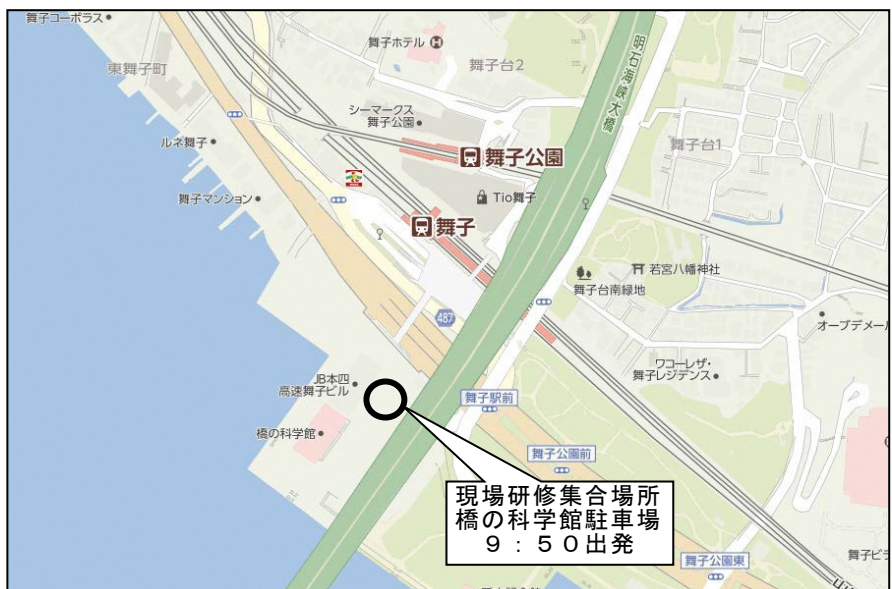 舞子コーポラス
東舞子町
舞子ホテル
舞子台2
明石海峡大橋
シーマークス
舞子公園
舞子公園
舞子台1
ルネ舞子
舞子マンション
Tio舞子
舞子
若宮八幡神社
舞子台南緑地
487
オーブデメール
ワコーレザ・
舞子レジデンス
JB本四
高速舞子ビル
舞子駅前
橋の科学館
舞子公園前
現場研修集合場所
橋の科学館駐車場
９：５０出発
舞子公園東
舞子ビラ